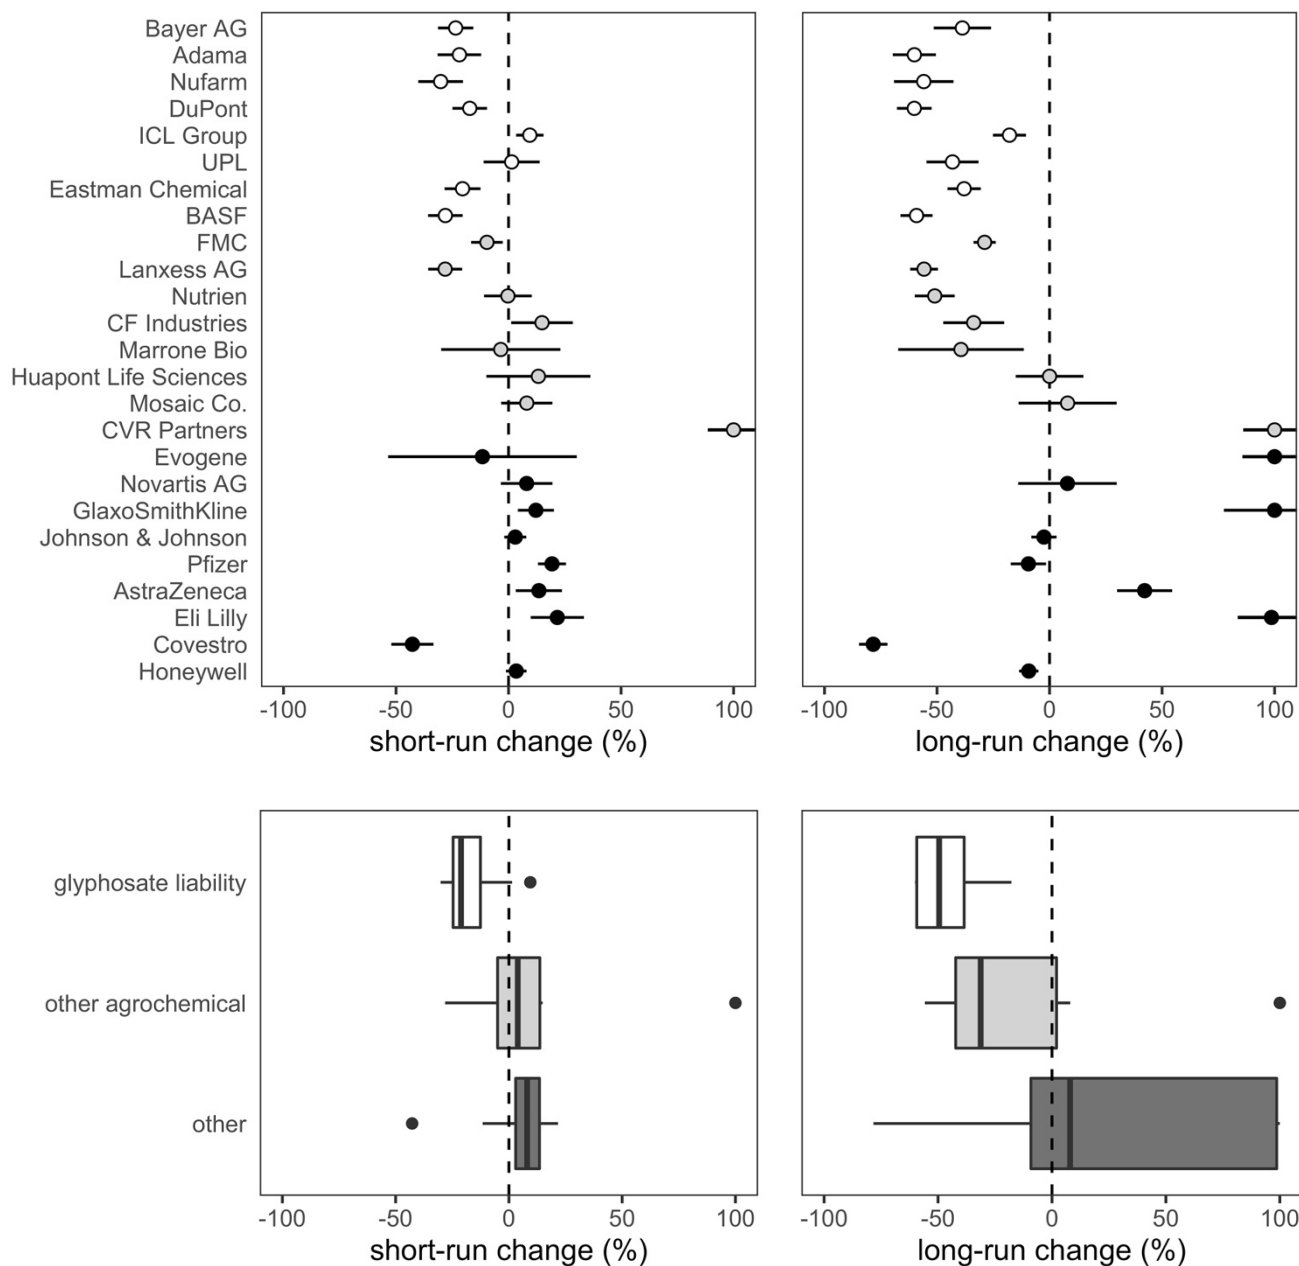 Bayer AG
Adama
Nufarm
DuPont
ICL Group
UPL
Eastman Chemical
BASF
FMC
Lanxess AG
Nutrien
CF Industries
Marrone Bio
Huapont Life Sciences
Mosaic Co.
CVR Partners
Evogene
Novartis AG
GlaxoSmithKline
Johnson & Johnson
Pfizer
AstraZeneca
Eli Lilly
Covestro
Honeywell
-100 -50 0 50 100
short-run change (%)
-100 -50 0 50 100
long-run change (%)
glyphosate liability
other agrochemical
other
-100 -50 0 50 100
short-run change (%)
-100 -50 0 50 100
long-run change (%)